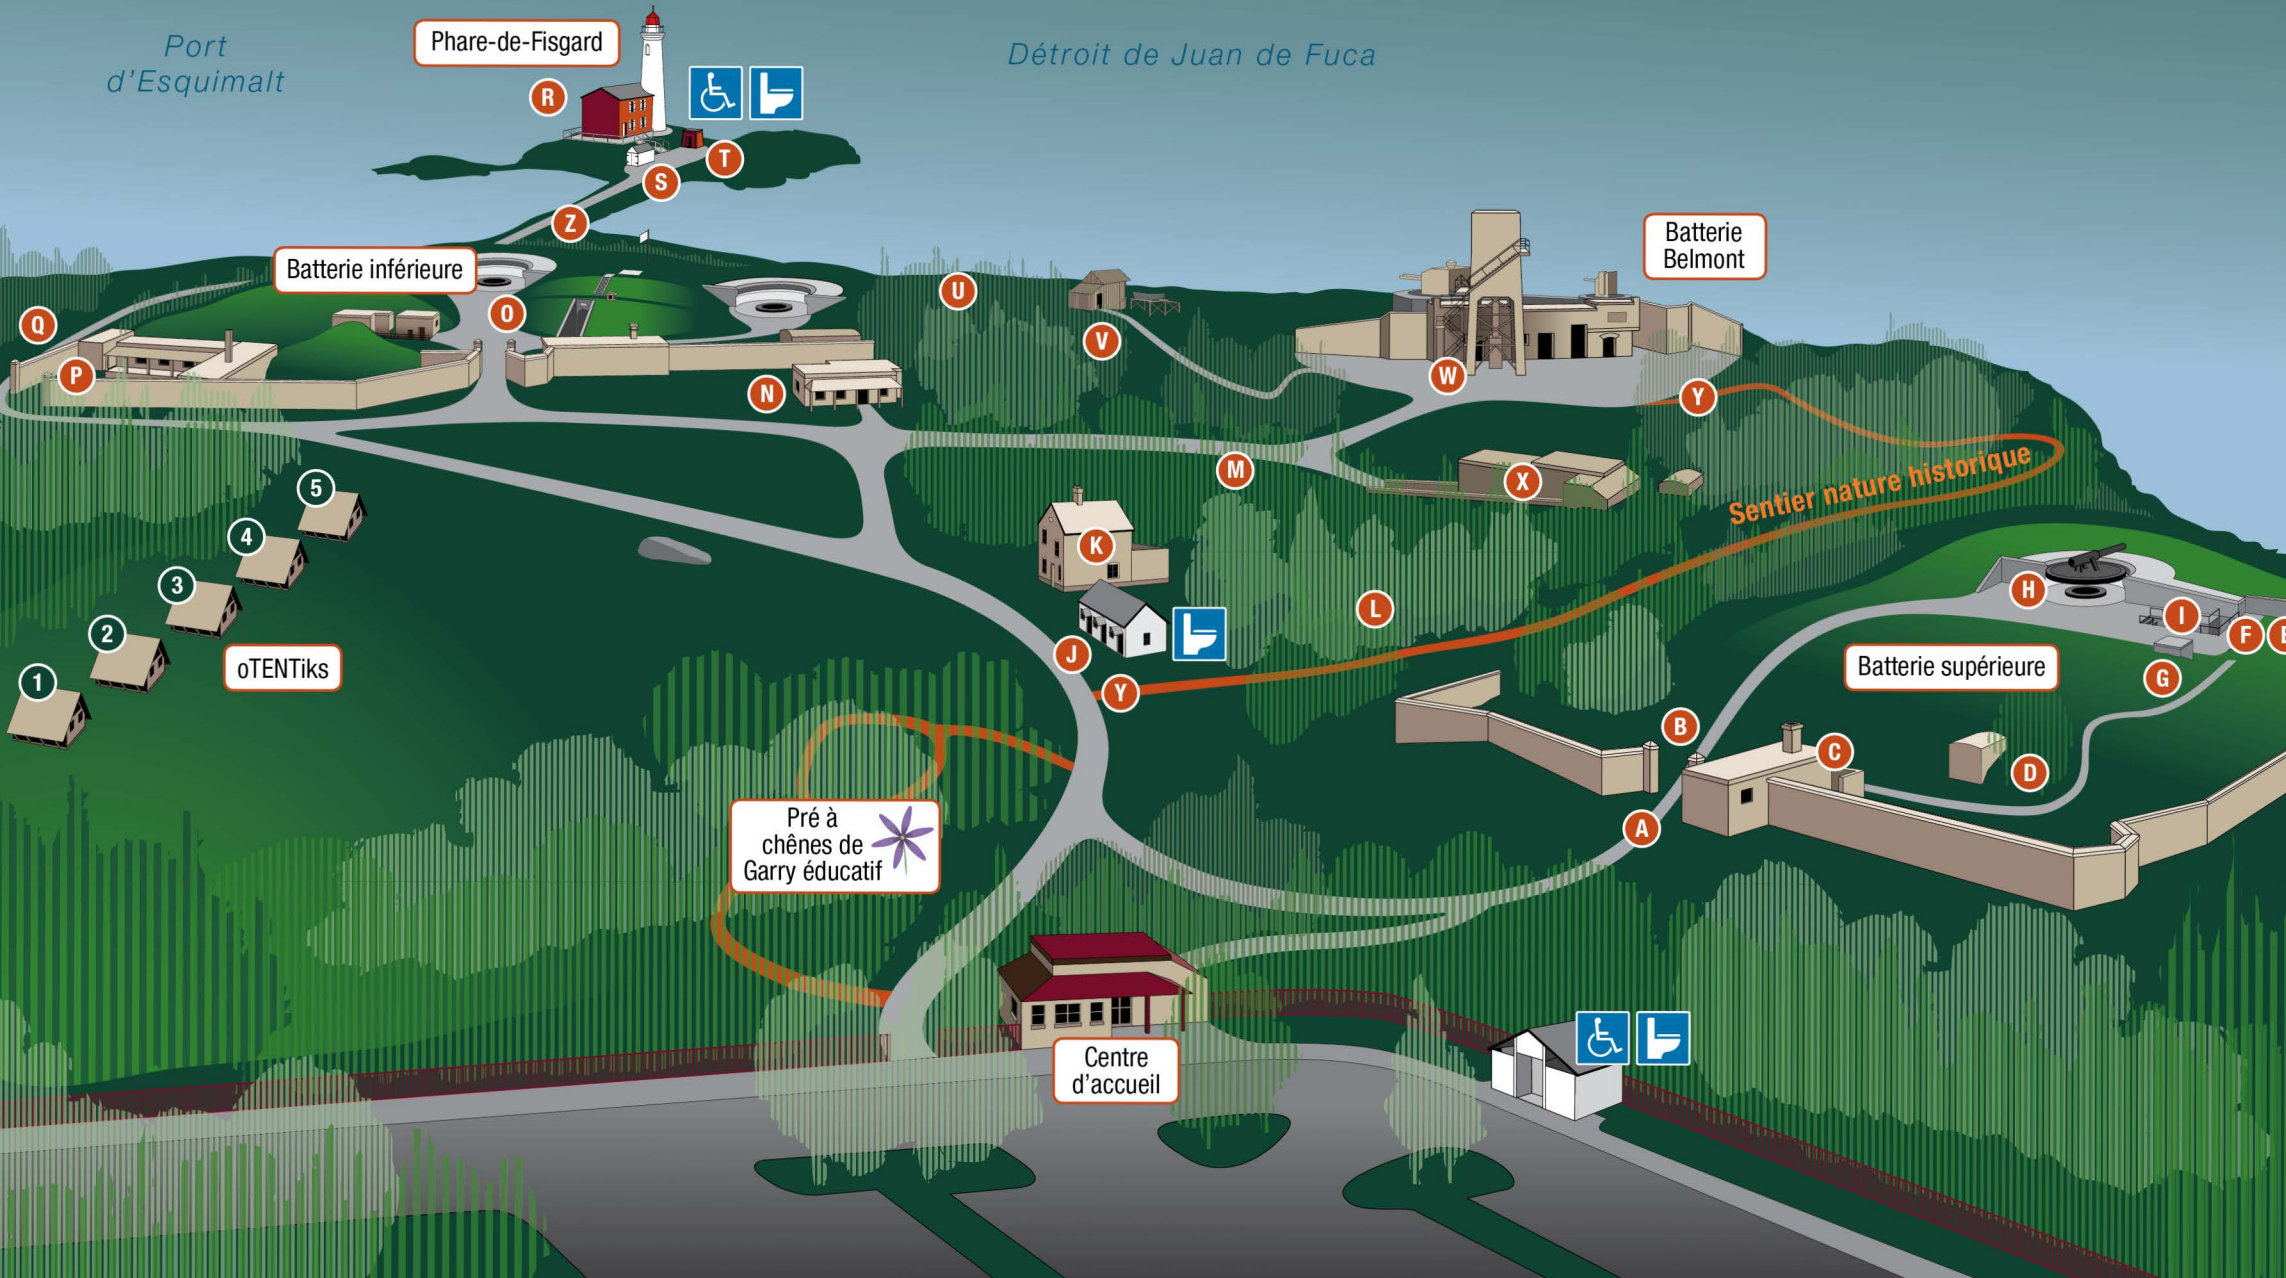 Port
d'Esquimalt
Phare-de-Fisgard
Détroit de Juan de Fuca
R
T
S
Z
Batterie
Belmont
Batterie inférieure
U
O
Q
V
P
W
N
Y
M
X
Sentier nature historique
5
4
K
3
H
L
I
2
F
E
J
oTENTiks
Batterie supérieure
G
1
Y
B
C
D
Pré à
chênes de
Garry éducatif
A
Centre
d'accueil